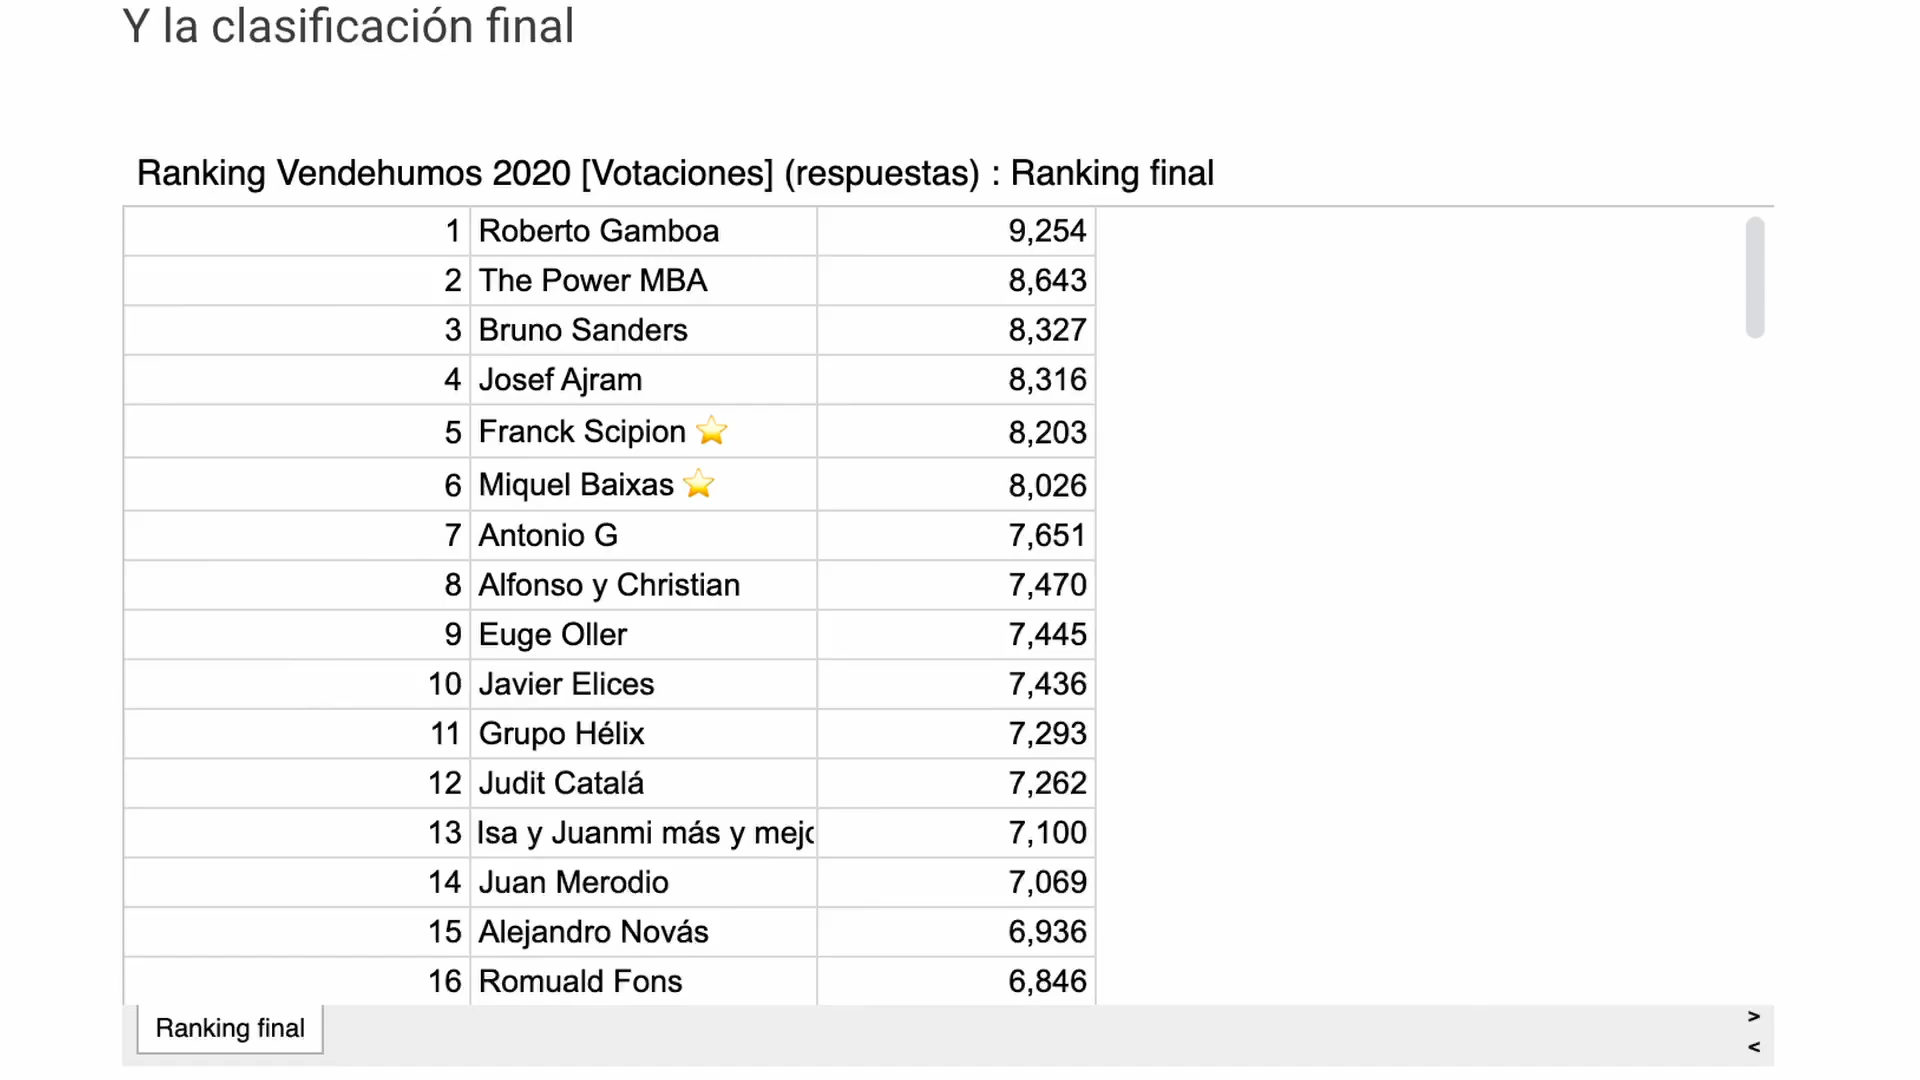 Y la clasificación final
Ranking Vendehumos 2020 [Votaciones] (respuestas) : Ranking final
1 Roberto Gamboa 9,254
2 The Power MBA 8,643
3 Bruno Sanders 8,327
4 Josef Ajram 8,316
5 Franck Scipion ⭐ 8,203
6 Miquel Baixas ⭐ 8,026
7 Antonio G 7,651
8 Alfonso y Christian 7,470
9 Euge Oller 7,445
10 Javier Elices 7,436
11 Grupo Hélix 7,293
12 Judit Catalá 7,262
13 Isa y Juanmi más y mejo 7,100
14 Juan Merodio 7,069
15 Alejandro Novás 6,936
16 Romuald Fons 6,846
Ranking final
>
<